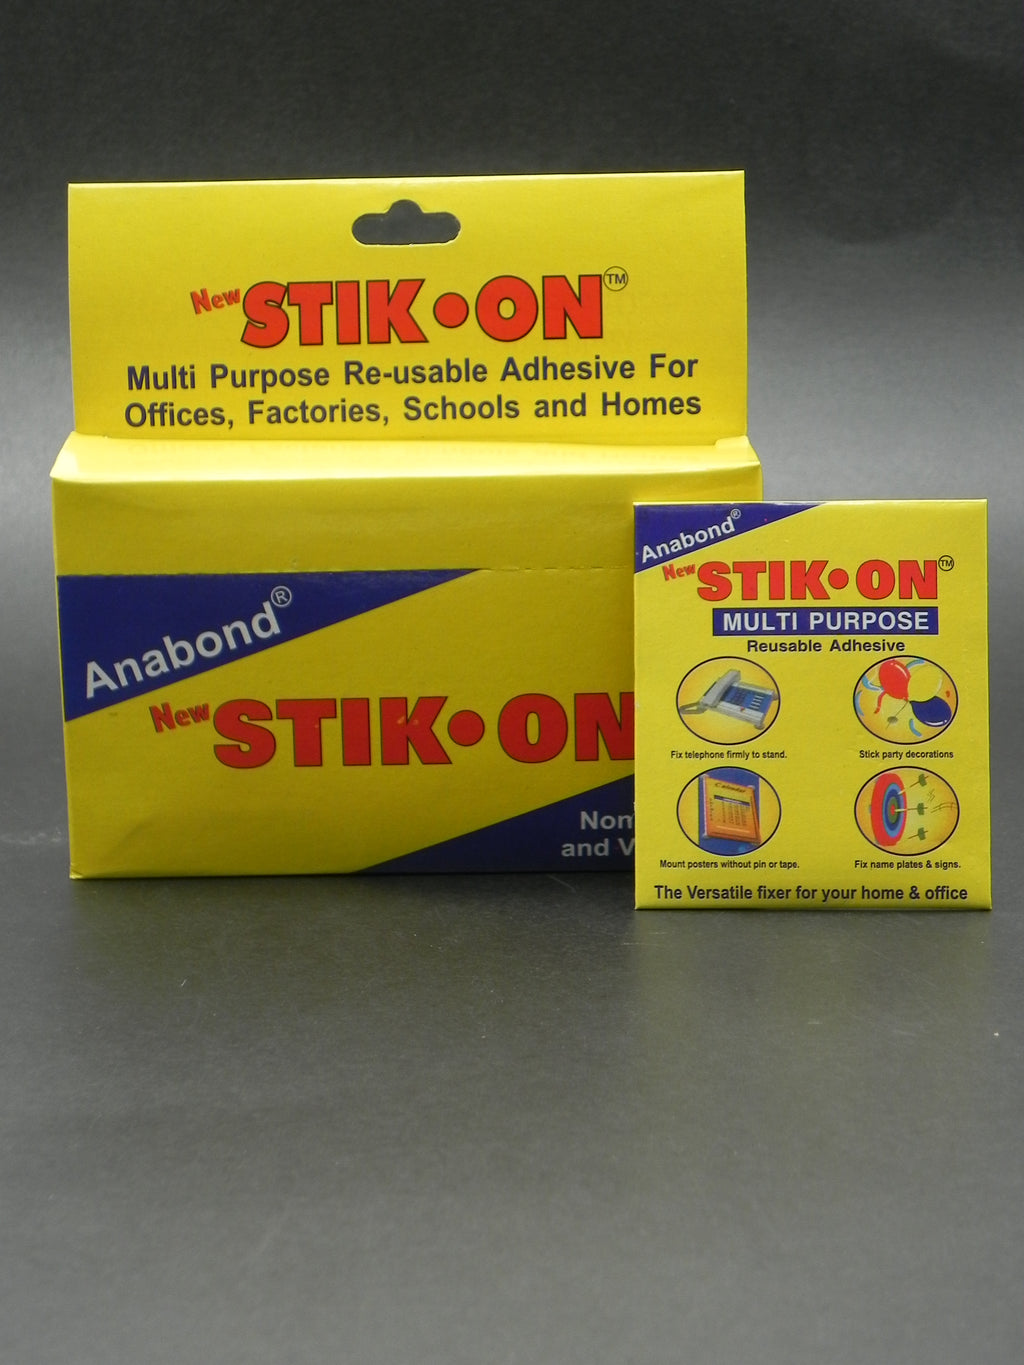 New STIK•ON™
Multi Purpose Re-usable Adhesive For
Offices, Factories, Schools and Homes
Anabond®
New STIK•ON
and
Anabond®
New STIK•ON™
MULTI PURPOSE
Reusable Adhesive
Fix telephone firmly to stand.
Stick party decorations
Mount posters without pin or tape.
Fix name plates & signs.
The Versatile fixer for your home & office